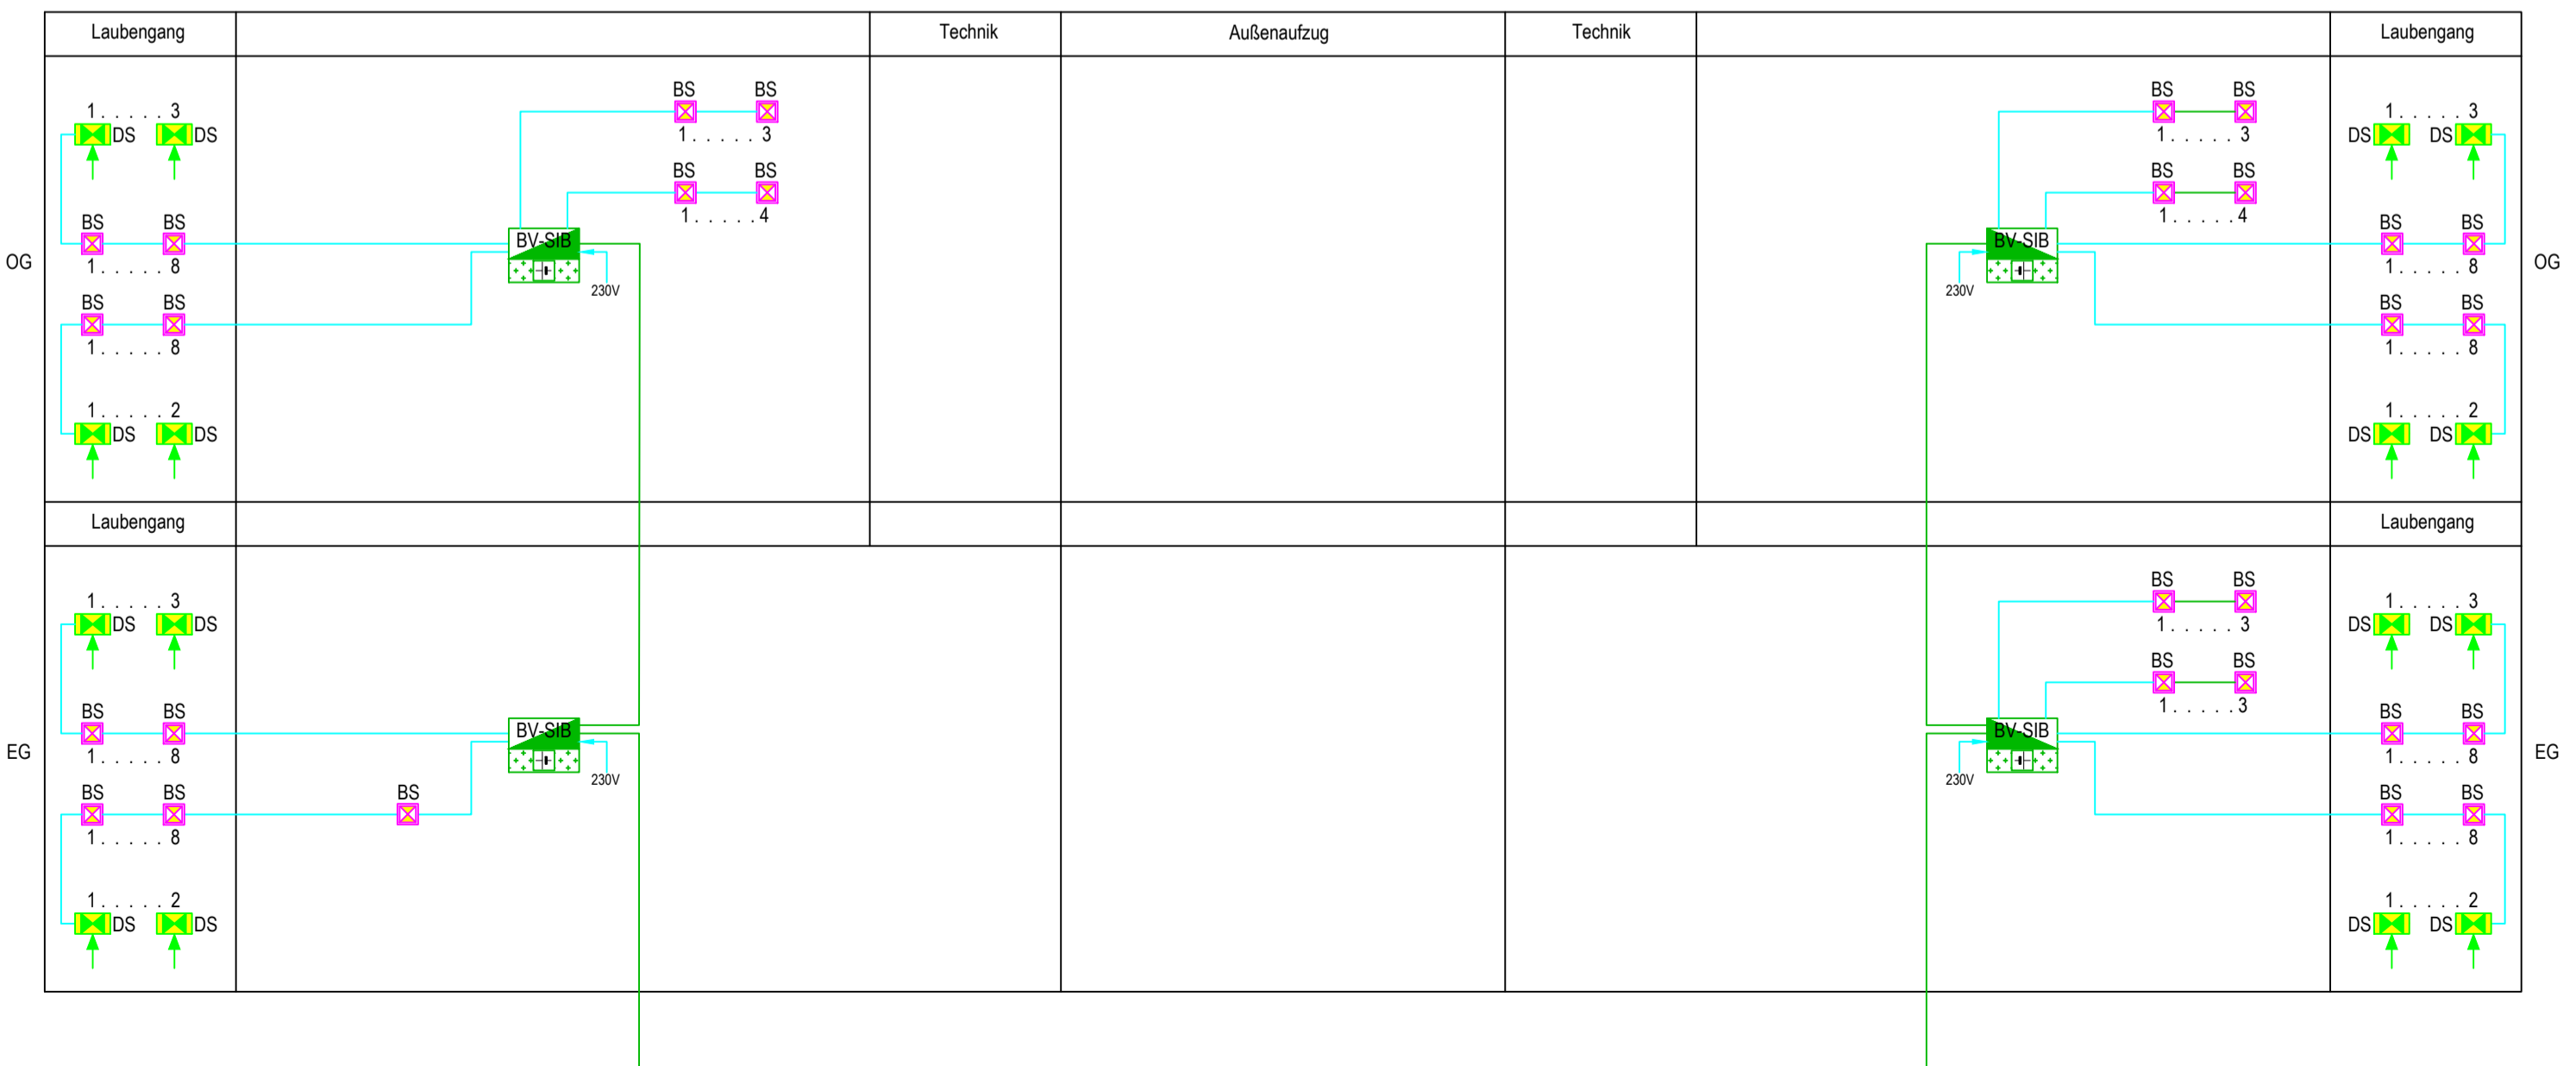 Laubengang Technik Außenaufzug Technik Laubengang
BS BS BS BS
1 . . . . . 3 1 . . . . . 3
DS DS DS DS
1 . . . . . 3 1 . . . . . 3
BS BS BS BS
1 . . . . . 4 1 . . . . . 4
BS BS BS BS
BV-SIB BV-SIB
1 . . . . . 8 1 . . . . . 8
OG OG
230V 230V
BS BS BS BS
1 . . . . . 8 1 . . . . . 8
1 . . . . . 2 1 . . . . . 2
DS DS DS DS
Laubengang Laubengang
BS BS
1 . . . . . 3 1 . . . . . 3
DS DS DS DS
1 . . . . . 3
BS BS
1 . . . . . 3
BS BS BS BS
BV-SIB BV-SIB
1 . . . . . 8 1 . . . . . 8
EG EG
230V 230V
BS BS BS BS BS
1 . . . . . 8 1 . . . . . 8
1 . . . . . 2 1 . . . . . 2
DS DS DS DS